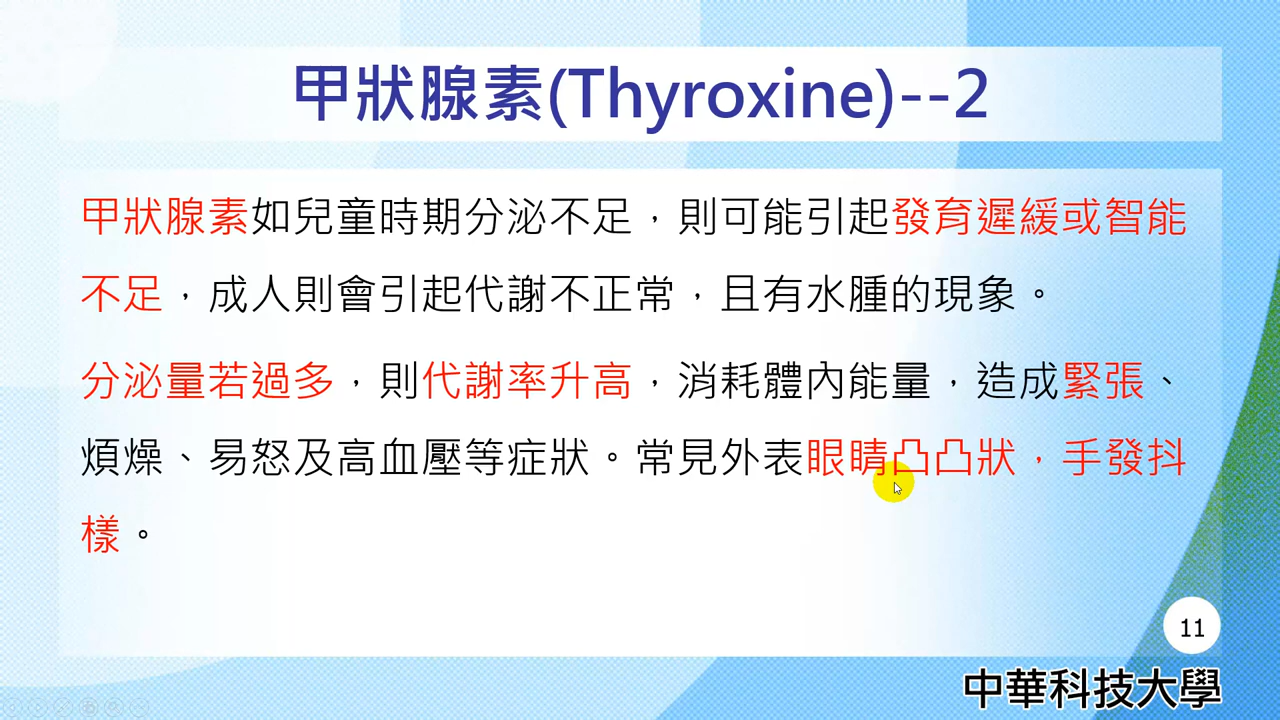 甲狀腺素(Thyroxine)--2
甲狀腺素如兒童時期分泌不足，則可能引起發育遲緩或智能
不足，成人則會引起代謝不正常，且有水腫的現象。
分泌量若過多，則代謝率升高，消耗體內能量，造成緊張、
煩燥、易怒及高血壓等症狀。常見外表眼睛凸凸狀，手發抖
樣。
11
中華科技大學